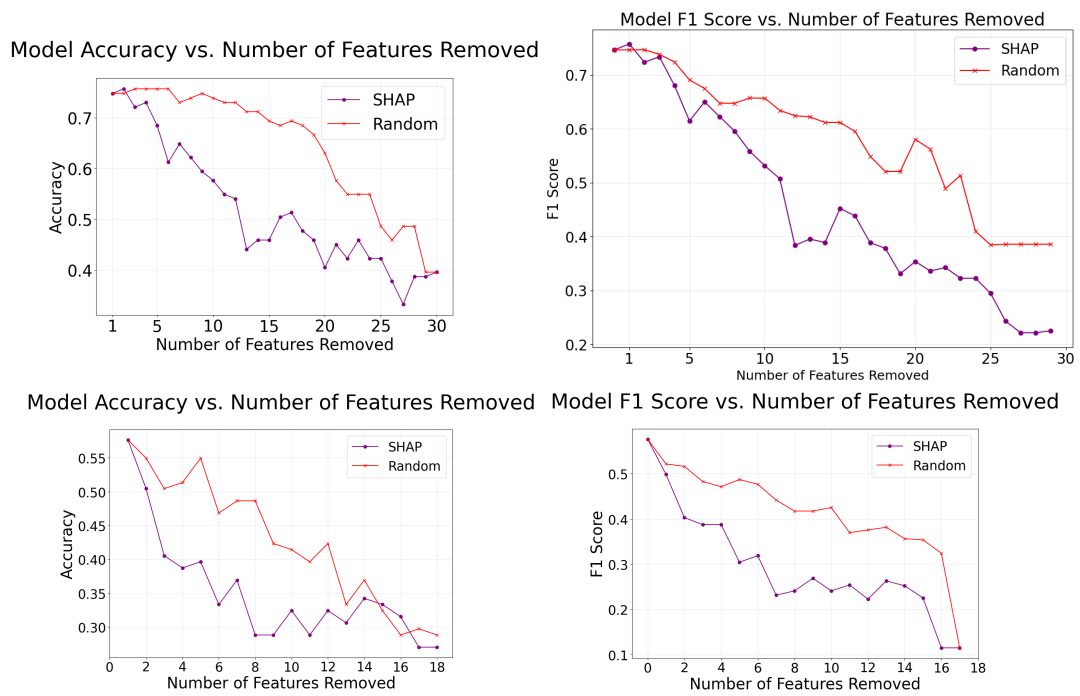 Model Accuracy vs. Number of Features Removed
SHAP
Random
0.7
0.6
0.5
0.4
Accuracy
1 5 10 15 20 25 30
Number of Features Removed
Model F1 Score vs. Number of Features Removed
SHAP
Random
0.7
0.6
0.5
0.4
0.3
0.2
F1 Score
1 5 10 15 20 25 30
Number of Features Removed
Model Accuracy vs. Number of Features Removed
SHAP
Random
0.55
0.50
0.45
0.40
0.35
0.30
Accuracy
0 2 4 6 8 10 12 14 16 18
Number of Features Removed
Model F1 Score vs. Number of Features Removed
SHAP
Random
0.5
0.4
0.3
0.2
0.1
F1 Score
0 2 4 6 8 10 12 14 16 18
Number of Features Removed